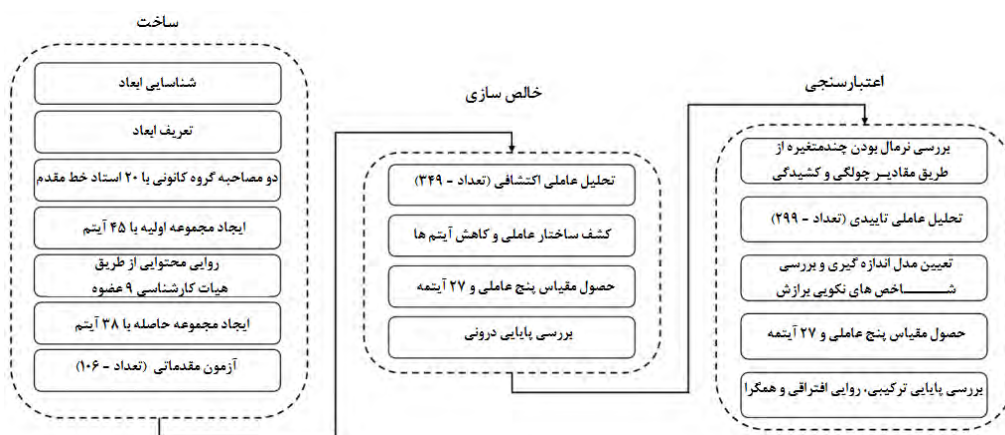 ساخت
شناسایی ابعاد
تعریف ابعاد
دو مصاحبه گروه کانونی با ۲۰ استاد خط مقدم
ایجاد مجموعه اولیه با ۴۵ آیتم
روایی محتوایی از طریق
هیات کارشناسی ۹ عضوه
ایجاد مجموعه حاصله با ۳۸ آیتم
آزمون مقدماتی (تعداد - ۱۰۶)
خالص سازی
تحلیل عاملی اکتشافی (تعداد - ۳۴۹)
کشف ساختار عاملی و کاهش آیتم ها
حصول مقیاس پنج عاملی و ۲۷ آیتمه
بررسی پایایی درونی
اعتبارسنجی
بررسی نرمال بودن چندمتغیره از
طریق مقادیـر چولگی و کشیدگی
تحلیل عاملی تاییدی (تعداد - ۲۹۹)
تعیین مدل اندازه گیری و بررسی
شـــــــاخص های نکویی برازش
حصول مقیاس پنج عاملی و ۲۷ آیتمه
بررسی پایایی ترکیبی، روایی افتراقی و همگرا